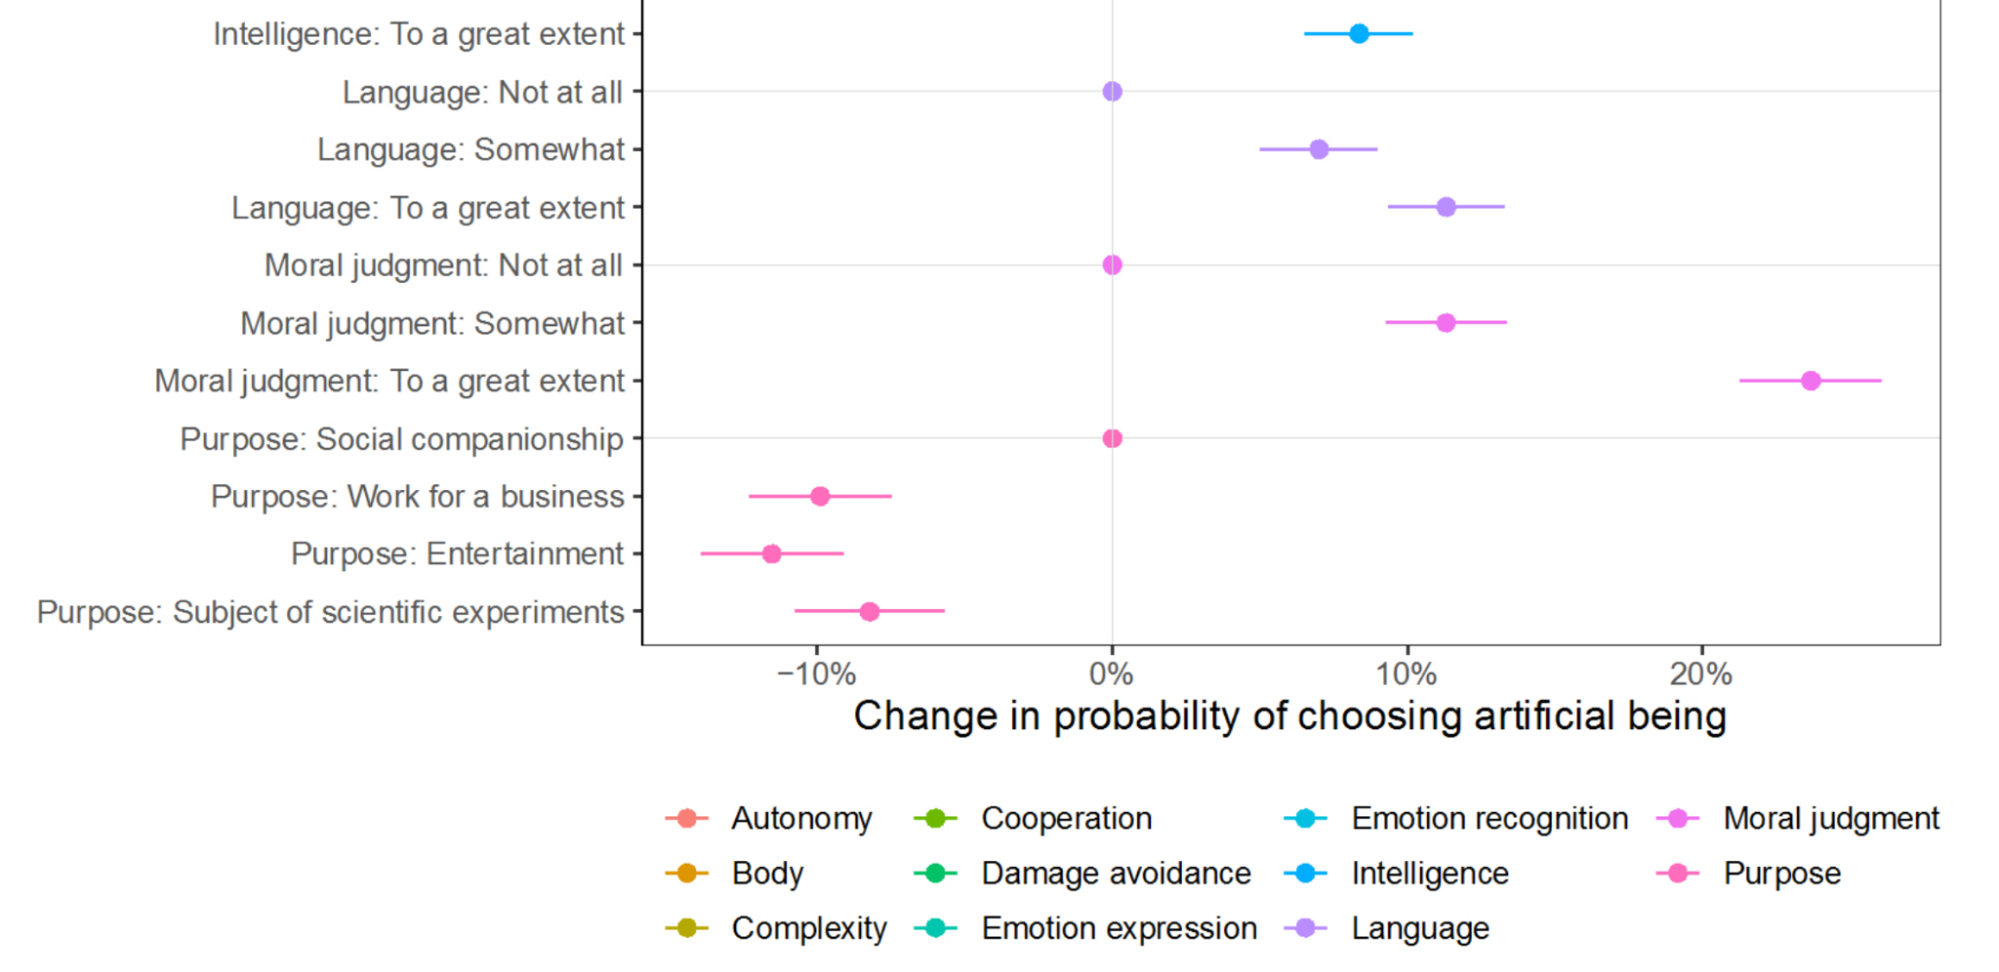 Intelligence: To a great extent
Language: Not at all
Language: Somewhat
Language: To a great extent
Moral judgment: Not at all
Moral judgment: Somewhat
Moral judgment: To a great extent
Purpose: Social companionship
Purpose: Work for a business
Purpose: Entertainment
Purpose: Subject of scientific experiments
−10% 0% 10% 20%
Change in probability of choosing artificial being
Autonomy Cooperation Emotion recognition Moral judgment
Body Damage avoidance Intelligence Purpose
Complexity Emotion expression Language